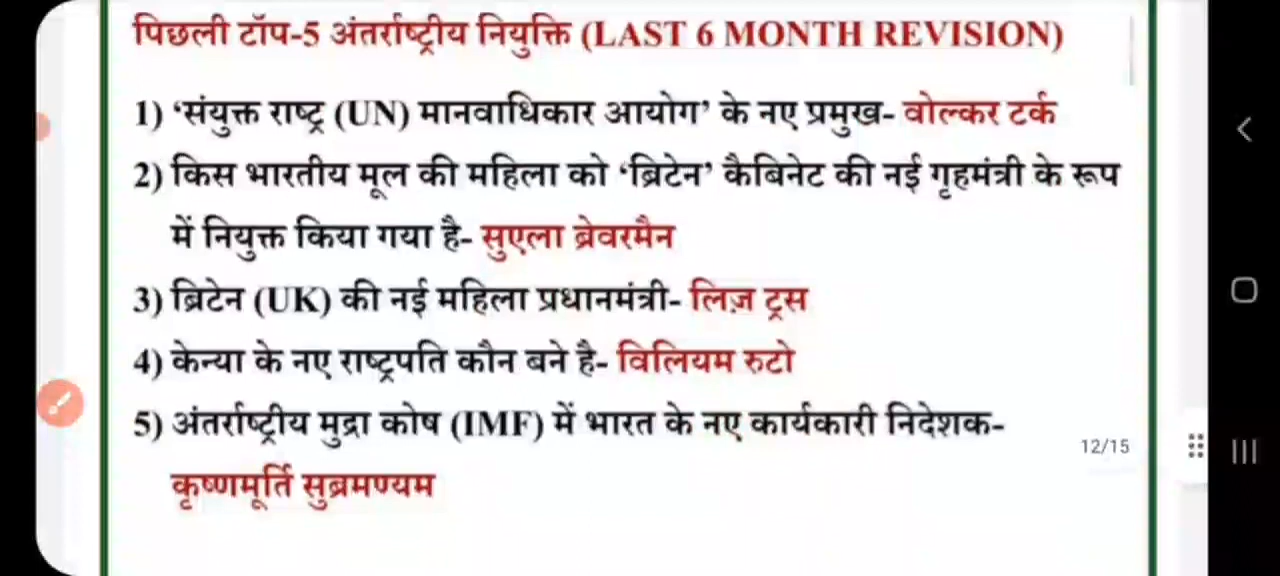 पिछली टॉप-5 अंतर्राष्ट्रीय नियुक्ति (LAST 6 MONTH REVISION)
1) ‘संयुक्त राष्ट्र (UN) मानवाधिकार आयोग’ के नए प्रमुख- वोल्कर टर्क
2) किस भारतीय मूल की महिला को ‘ब्रिटेन’ कैबिनेट की नई गृहमंत्री के रूप
में नियुक्त किया गया है- सुएला ब्रेवरमैन
3) ब्रिटेन (UK) की नई महिला प्रधानमंत्री- लिज़ ट्रस
4) केन्या के नए राष्ट्रपति कौन बने है- विलियम रुटो
5) अंतर्राष्ट्रीय मुद्रा कोष (IMF) में भारत के नए कार्यकारी निदेशक-
12/15
कृष्णमूर्ति सुब्रमण्यम